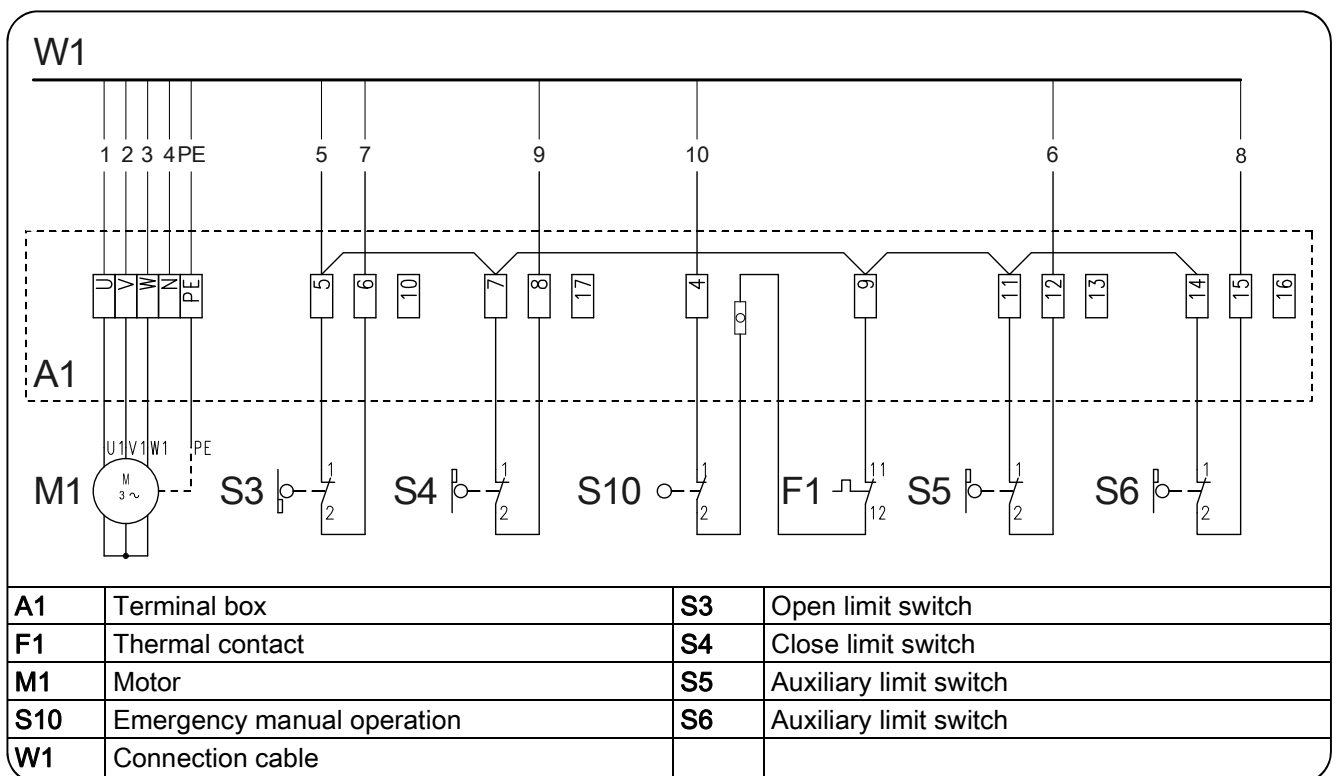 W1
1 2 3 4 PE 5 7 9 10 6 8
U V W N PE 5 6 10 7 8 17 4 9 11 12 13 14 15 16
A1
U1 V1 W1 PE
M1 M 3 ~ S3 1 2 S4 1 2 S10 1 2 F1 11 12 S5 1 2 S6 1 2
A1 Terminal box S3 Open limit switch
F1 Thermal contact S4 Close limit switch
M1 Motor S5 Auxiliary limit switch
S10 Emergency manual operation S6 Auxiliary limit switch
W1 Connection cable